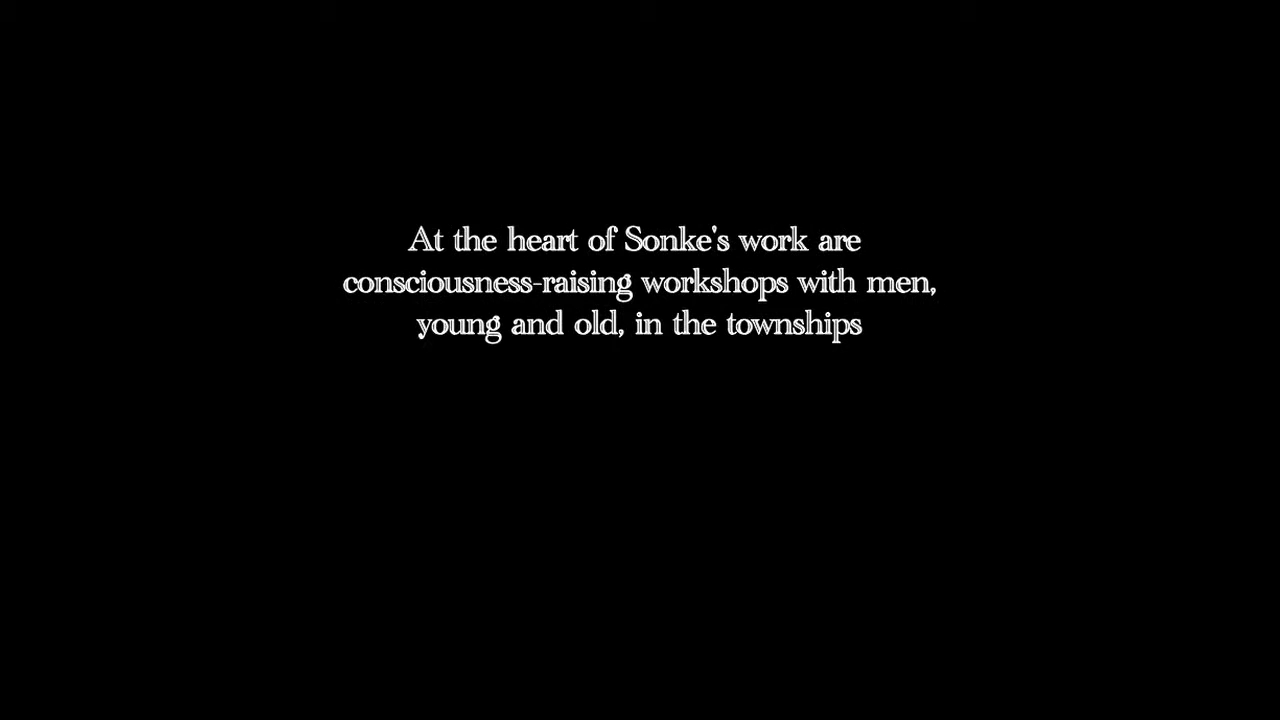 At the heart of Sonke's work are
consciousness-raising workshops with men,
young and old, in the townships